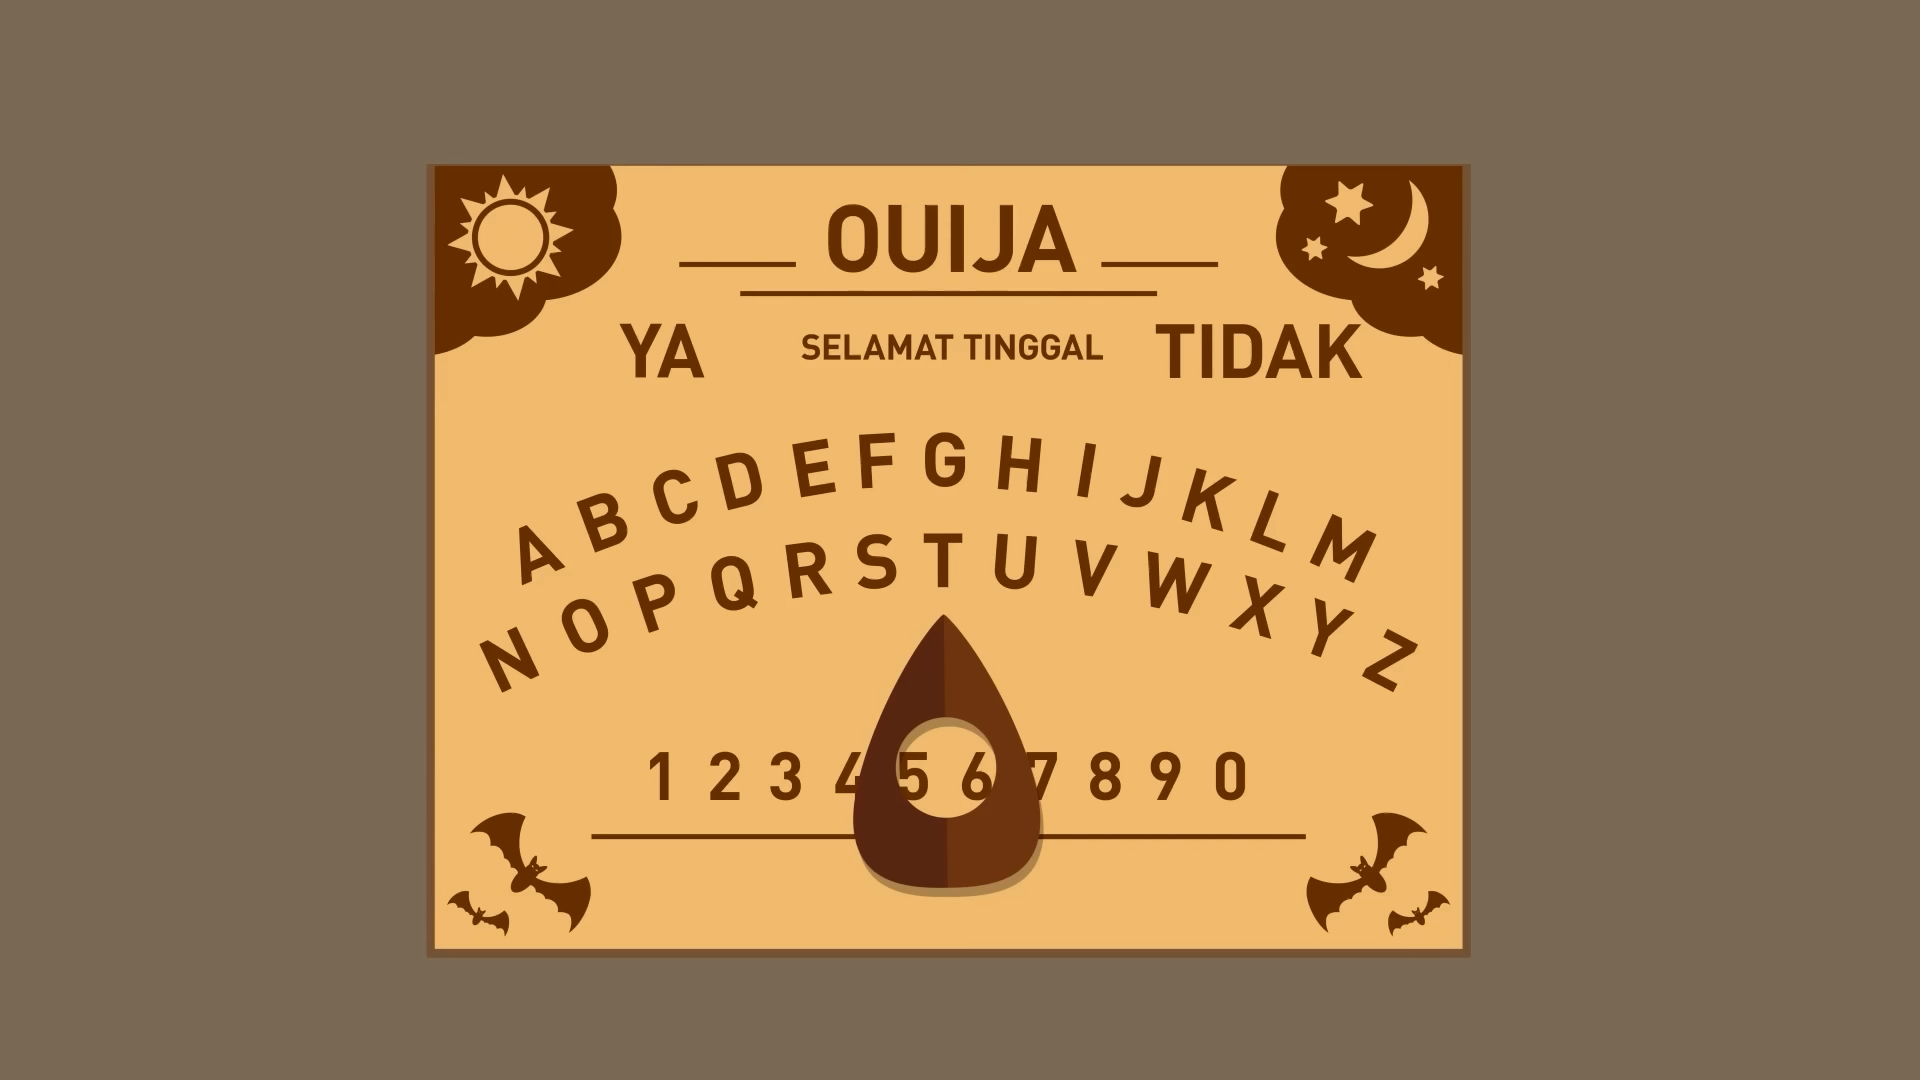 OUIJA
YA SELAMAT TINGGAL TIDAK
A B C D E F G H I J K L M
N O P Q R S T U V W X Y Z
1 2 3 4 5 6 7 8 9 0